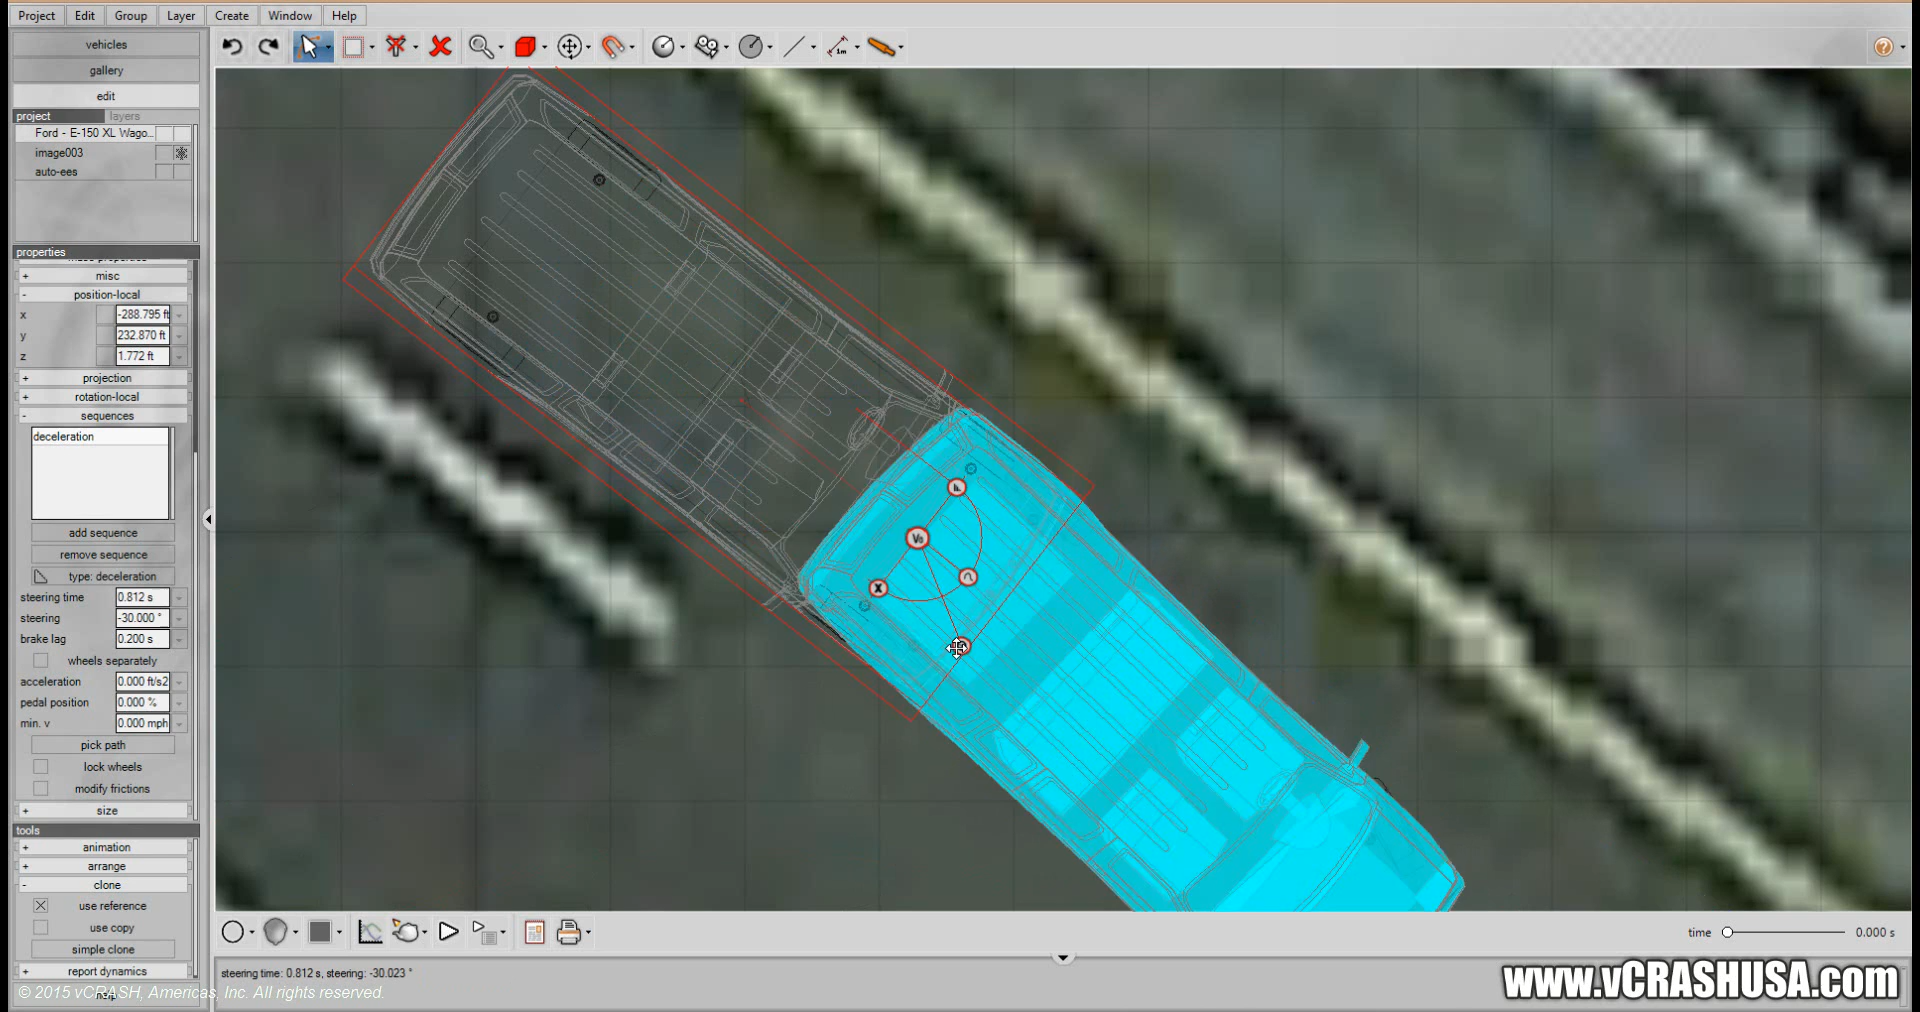 Project Edit Group Layer Create Window Help
vehicles
gallery
edit
project layers
Ford - E-150 XL Wago...
image003
auto-ees
properties
+ misc
- position-local
x -288.795 ft
y 232.870 ft
z 1.772 ft
+ projection
+ rotation-local
- sequences
deceleration
add sequence
remove sequence
type: deceleration
steering time 0.812 s
steering -30.000 °
brake lag 0.200 s
wheels separately
acceleration 0.000 ft/s2
pedal position 0.000 %
min. v 0.000 mph
pick path
lock wheels
modify frictions
+ size
tools
+ animation
+ arrange
- clone
use reference
use copy
simple clone
+ report dynamics
help
1m
V0
X
time 0.000 s
steering time: 0.812 s, steering: -30.023 °
© 2015 vCRASH, Americas, Inc. All rights reserved.
www.vCRASHUSA.com